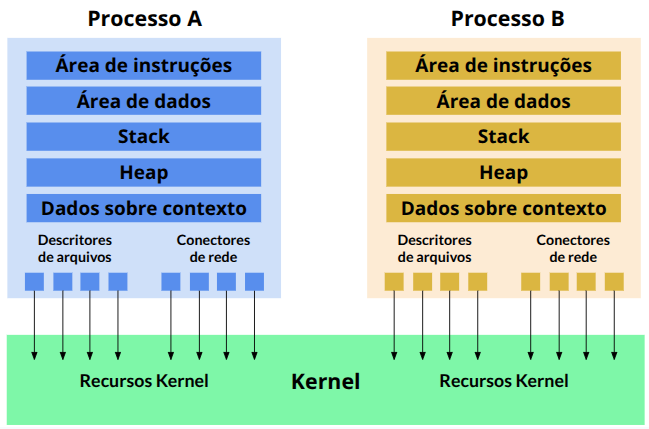 Processo A
Área de instruções
Área de dados
Stack
Heap
Dados sobre contexto
Descritores
de arquivos
Conectores
de rede
Processo B
Área de instruções
Área de dados
Stack
Heap
Dados sobre contexto
Descritores
de arquivos
Conectores
de rede
Recursos Kernel
Kernel
Recursos Kernel